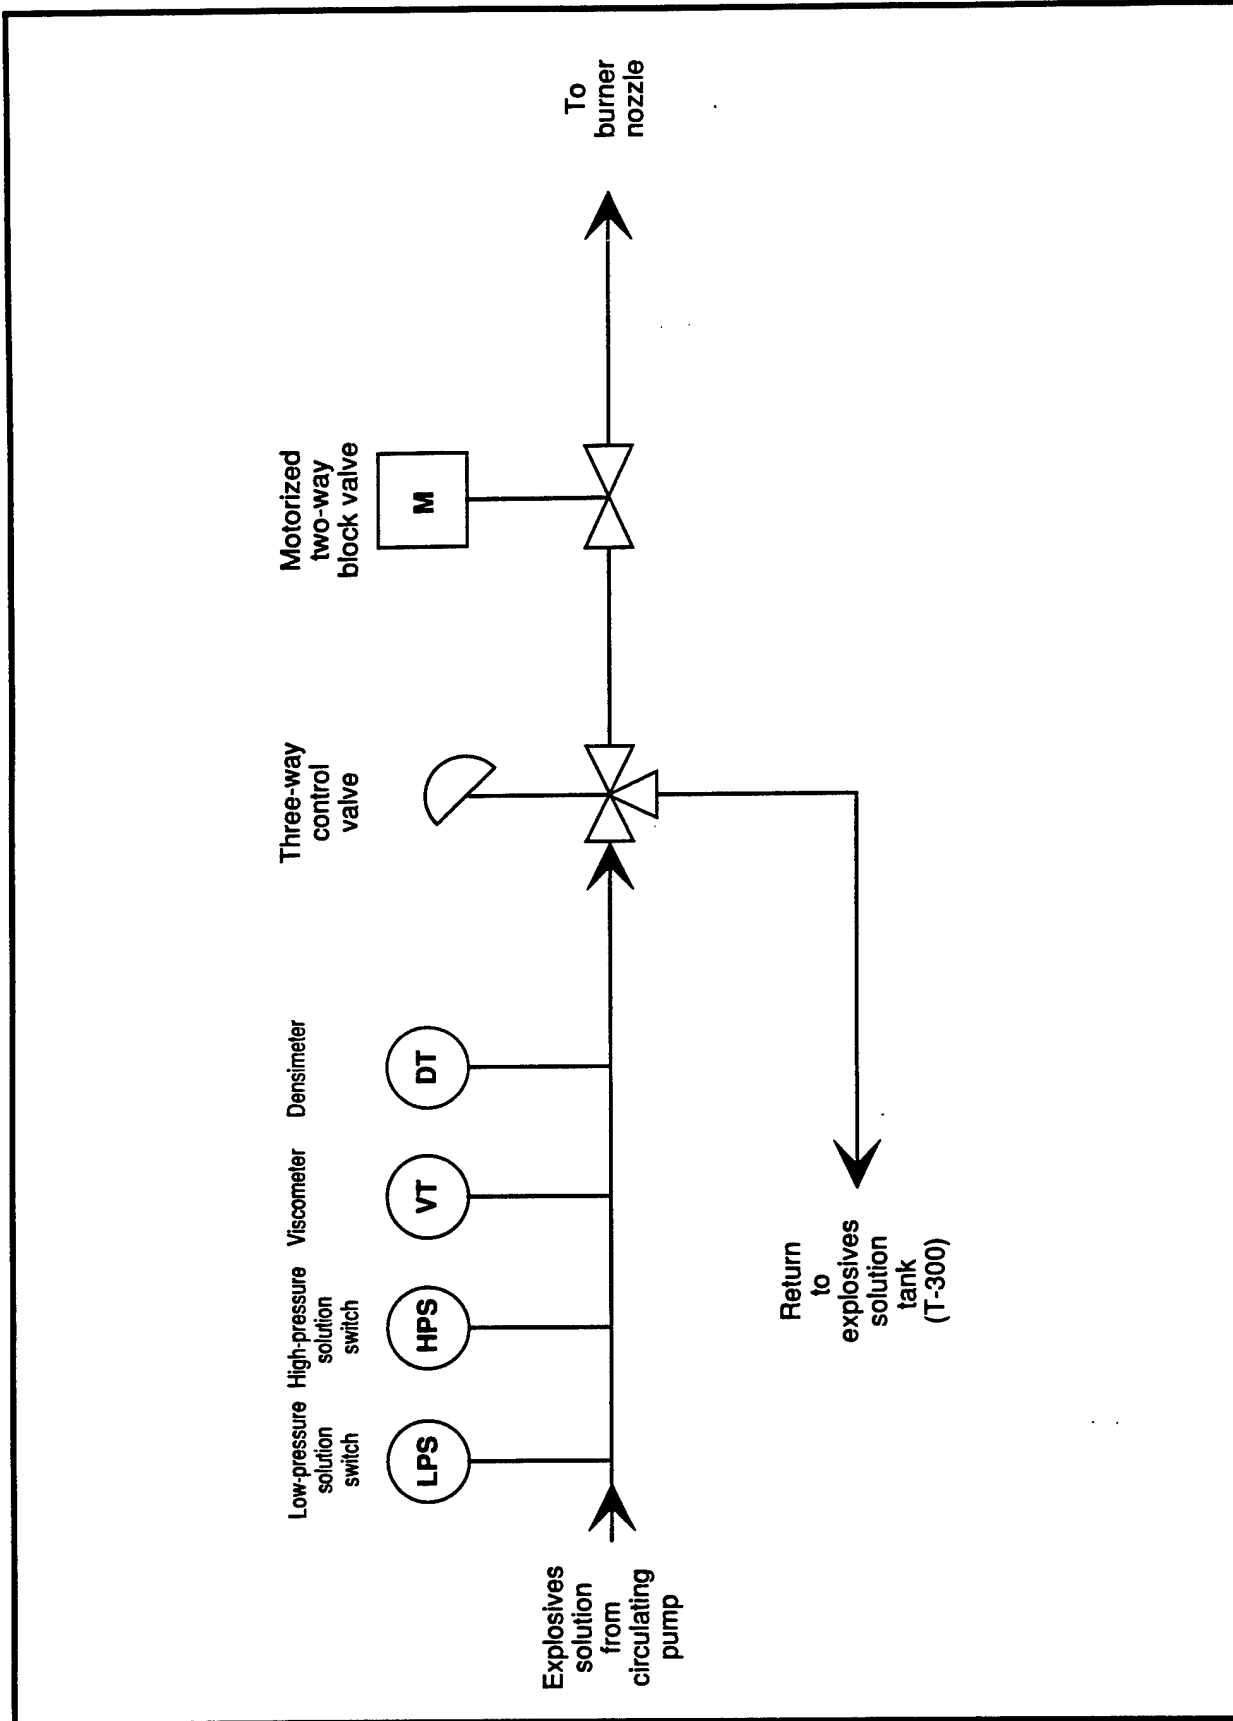 Low-pressure
solution
switch
High-pressure
solution
switch
Viscometer
Densimeter
Three-way
control
valve
Motorized
two-way
block valve
LPS
HPS
VT
DT
M
Explosives
solution
from
circulating
pump
To
burner
nozzle
Return
to
explosives
solution
tank
(T-300)